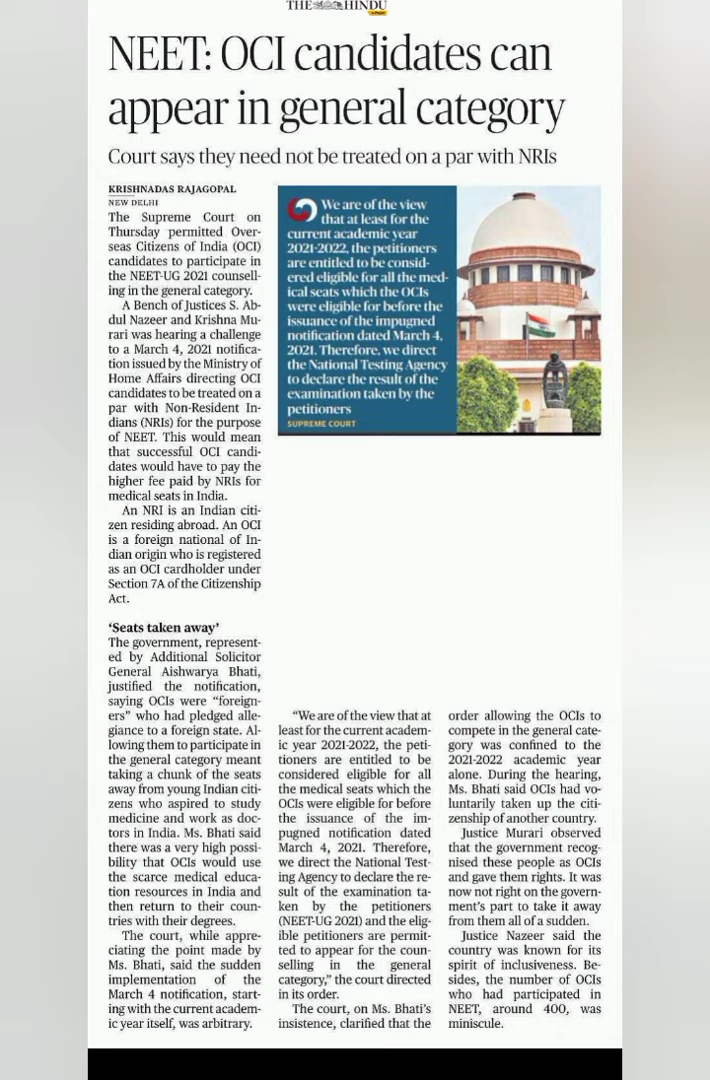 THE HINDU
NEET: OCI candidates can
appear in general category
Court says they need not be treated on a par with NRIs
KRISHNADAS RAJAGOPAL
NEW DELHI
The Supreme Court on
Thursday permitted Over-
seas Citizens of India (OCI)
candidates to participate in
the NEET-UG 2021 counsell-
ing in the general category.
A Bench of Justices S. Ab-
dul Nazeer and Krishna Mu-
rari was hearing a challenge
to a March 4, 2021 notifica-
tion issued by the Ministry of
Home Affairs directing OCI
candidates to be treated on a
par with Non-Resident In-
dians (NRIs) for the purpose
of NEET. This would mean
that successful OCI candi-
dates would have to pay the
higher fee paid by NRIs for
medical seats in India.
An NRI is an Indian citi-
zen residing abroad. An OCI
is a foreign national of In-
dian origin who is registered
as an OCI cardholder under
Section 7A of the Citizenship
Act.
‘Seats taken away’
The government, represent-
ed by Additional Solicitor
General Aishwarya Bhati,
justified the notification,
saying OCIs were “foreign-
ers” who had pledged alle-
giance to a foreign state. Al-
lowing them to participate in
the general category meant
taking a chunk of the seats
away from young Indian citi-
zens who aspired to study
medicine and work as doc-
tors in India. Ms. Bhati said
there was a very high possi-
bility that OCIs would use
the scarce medical educa-
tion resources in India and
then return to their coun-
tries with their degrees.
The court, while appre-
ciating the point made by
Ms. Bhati, said the sudden
implementation of the
March 4 notification, start-
ing with the current academ-
ic year itself, was arbitrary.
We are of the view
that at least for the
current academic year
2021-2022, the petitioners
are entitled to be consid-
ered eligible for all the med-
ical seats which the OCIs
were eligible for before the
issuance of the impugned
notification dated March 4,
2021. Therefore, we direct
the National Testing Agency
to declare the result of the
examination taken by the
petitioners
SUPREME COURT
“We are of the view that at
least for the current academ-
ic year 2021-2022, the peti-
tioners are entitled to be
considered eligible for all
the medical seats which the
OCIs were eligible for before
the issuance of the im-
pugned notification dated
March 4, 2021. Therefore,
we direct the National Test-
ing Agency to declare the re-
sult of the examination ta-
ken by the petitioners
(NEET-UG 2021) and the elig-
ible petitioners are permit-
ted to appear for the coun-
selling in the general
category,” the court directed
in its order.
The court, on Ms. Bhati’s
insistence, clarified that the
order allowing the OCIs to
compete in the general cate-
gory was confined to the
2021-2022 academic year
alone. During the hearing,
Ms. Bhati said OCIs had vo-
luntarily taken up the citi-
zenship of another country.
Justice Murari observed
that the government recog-
nised these people as OCIs
and gave them rights. It was
now not right on the govern-
ment’s part to take it away
from them all of a sudden.
Justice Nazeer said the
country was known for its
spirit of inclusiveness. Be-
sides, the number of OCIs
who had participated in
NEET, around 400, was
miniscule.